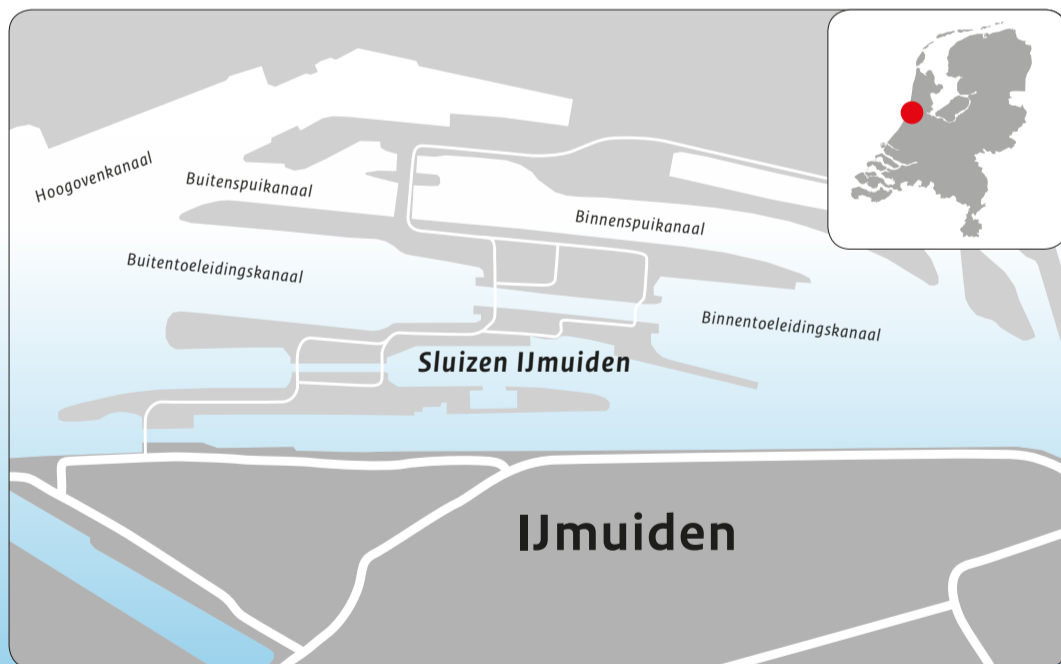 Hoogovenkanaal
Buitenspuikanaal
Binnenspuikanaal
Buitentoeleidingskanaal
Binnentoeleidingskanaal
Sluizen IJmuiden
IJmuiden